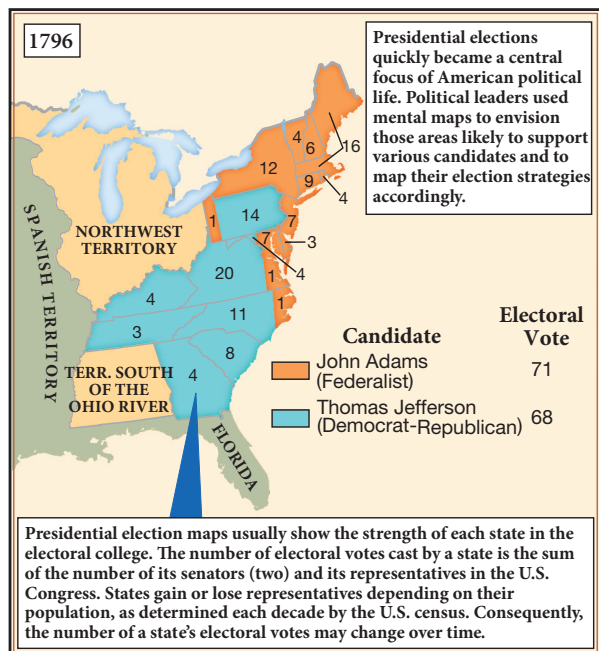 1796
Presidential elections
quickly became a central
focus of American political
life. Political leaders used
mental maps to envision
those areas likely to support
various candidates and to
map their election strategies
accordingly.
4
6
16
12
9
4
1
14
7
7
3
4
NORTHWEST
TERRITORY
SPANISH TERRITORY
20
1
4
11
1
3
8
TERR. SOUTH
OF THE
OHIO RIVER
4
FLORIDA
Candidate
Electoral
Vote
John Adams
(Federalist)
71
Thomas Jefferson
(Democrat-Republican)
68
Presidential election maps usually show the strength of each state in the
electoral college. The number of electoral votes cast by a state is the sum
of the number of its senators (two) and its representatives in the U.S.
Congress. States gain or lose representatives depending on their
population, as determined each decade by the U.S. census. Consequently,
the number of a state's electoral votes may change over time.